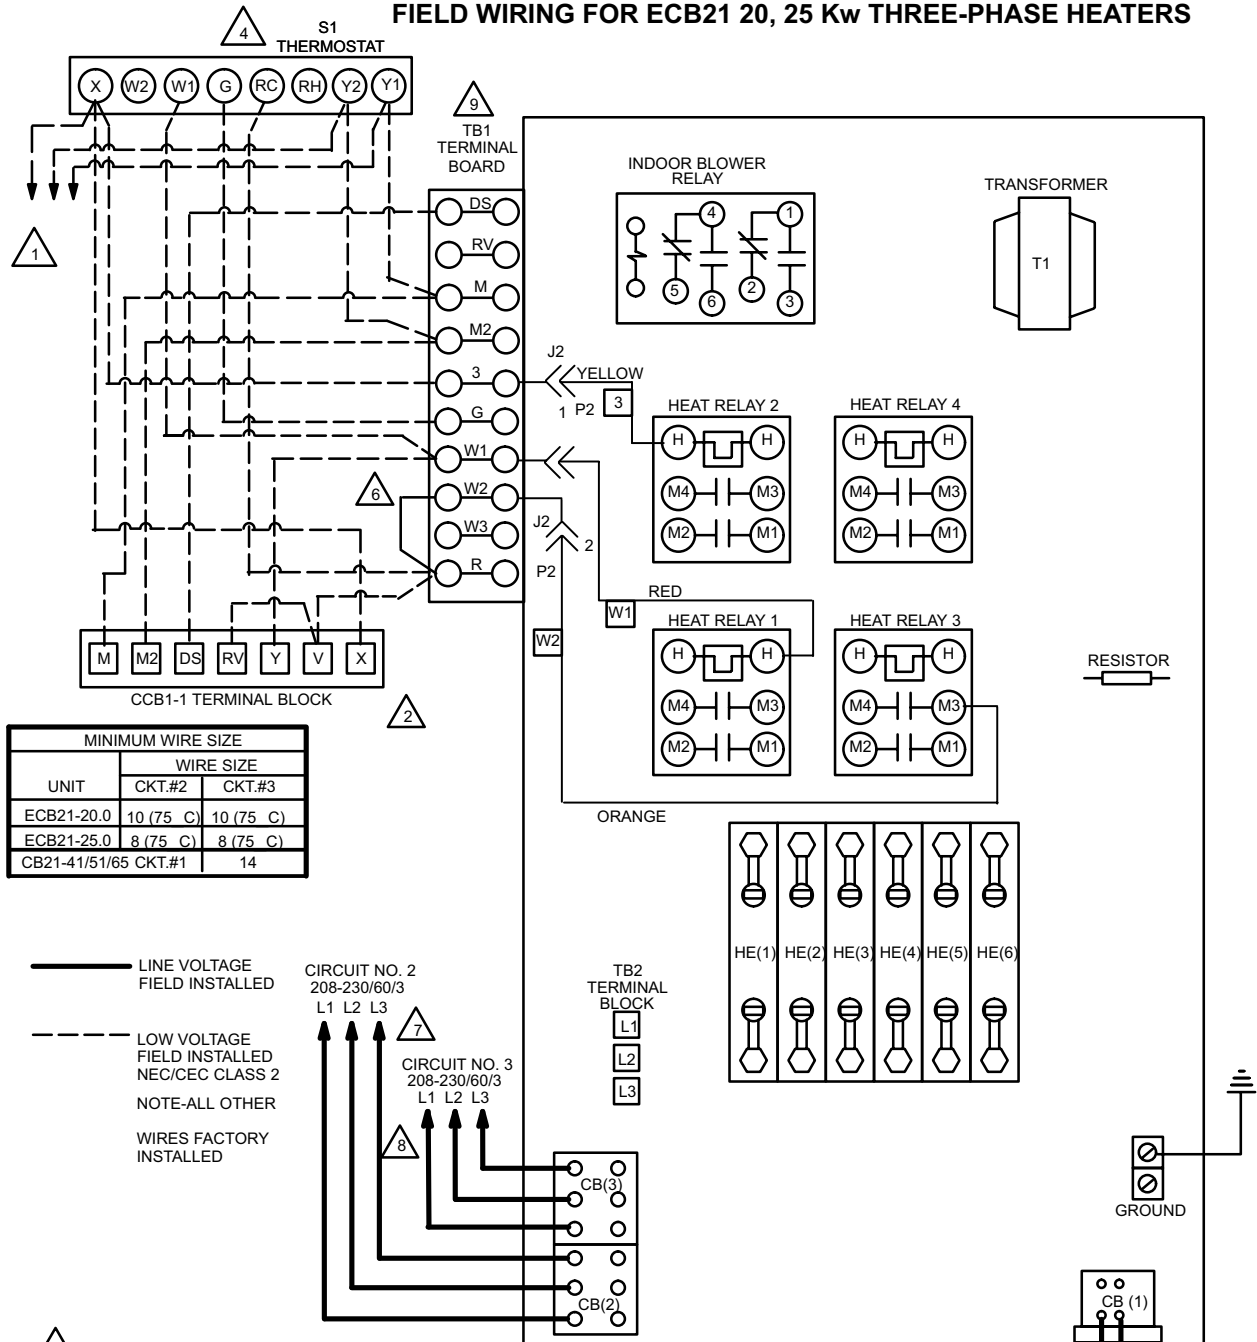 FIELD WIRING FOR ECB21 20, 25 Kw THREE-PHASE HEATERS
4
S1
THERMOSTAT
X W2 W1 G RC RH Y2 Y1
9
TB1
TERMINAL
BOARD
1
DS
RV
M
M2
3
G
W1
W2
W3
R
6
INDOOR BLOWER
RELAY
4 1
5 6 2 3
TRANSFORMER
T1
J2
YELLOW
1 P2 3
HEAT RELAY 2
H H
M4 M3
M2 M1
HEAT RELAY 4
H H
M4 M3
M2 M1
J2
2
P2
RED
W1
W2
HEAT RELAY 1
H H
M4 M3
M2 M1
HEAT RELAY 3
H H
M4 M3
M2 M1
RESISTOR
ORANGE
M M2 DS RV Y V X
CCB1-1 TERMINAL BLOCK
2
MINIMUM WIRE SIZE
WIRE SIZE
UNIT CKT.#2 CKT.#3
ECB21-20.0 10 (75 C) 10 (75 C)
ECB21-25.0 8 (75 C) 8 (75 C)
CB21-41/51/65 CKT.#1 14
HE(1) HE(2) HE(3) HE(4) HE(5) HE(6)
LINE VOLTAGE
FIELD INSTALLED
LOW VOLTAGE
FIELD INSTALLED
NEC/CEC CLASS 2
NOTE-ALL OTHER
WIRES FACTORY
INSTALLED
CIRCUIT NO. 2
208-230/60/3
L1 L2 L3
7
CIRCUIT NO. 3
208-230/60/3
L1 L2 L3
8
TB2
TERMINAL
BLOCK
L1
L2
L3
CB(3)
CB(2)
GROUND
CB (1)